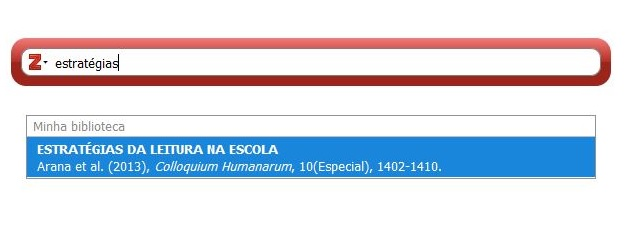 Z estratégias
Minha biblioteca
ESTRATÉGIAS DA LEITURA NA ESCOLA
Arana et al. (2013), Colloquium Humanarum, 10(Especial), 1402-1410.